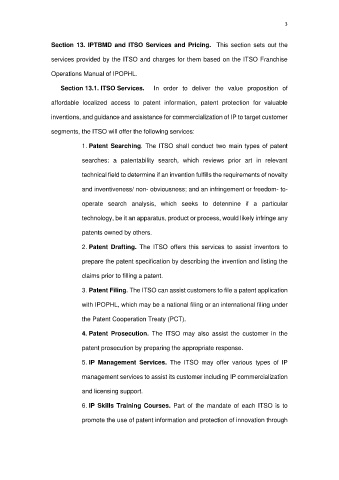 3
Section 13. IPTBMD and ITSO Services and Pricing. This section sets out the
services provided by the ITSO and charges for them based on the ITSO Franchise
Operations Manual of IPOPHL.
Section 13.1. ITSO Services. In order to deliver the value proposition of
affordable localized access to patent information, patent protection for valuable
inventions, and guidance and assistance for commercialization of IP to target customer
segments, the ITSO will offer the following services:
1. Patent Searching. The ITSO shall conduct two main types of patent
searches: a patentability search, which reviews prior art in relevant
technical field to determine if an invention fulfills the requirements of novelty
and inventiveness/ non- obviousness; and an infringement or freedom- to-
operate search analysis, which seeks to determine if a particular
technology, be it an apparatus, product or process, would likely infringe any
patents owned by others.
2. Patent Drafting. The ITSO offers this services to assist inventors to
prepare the patent specification by describing the invention and listing the
claims prior to filling a patent.
3. Patent Filing. The ITSO can assist customers to file a patent application
with IPOPHL, which may be a national filing or an international filing under
the Patent Cooperation Treaty (PCT).
4. Patent Prosecution. The ITSO may also assist the customer in the
patent prosecution by preparing the appropriate response.
5. IP Management Services. The ITSO may offer various types of IP
management services to assist its customer including IP commercialization
and licensing support.
6. IP Skills Training Courses. Part of the mandate of each ITSO is to
promote the use of patent information and protection of innovation through